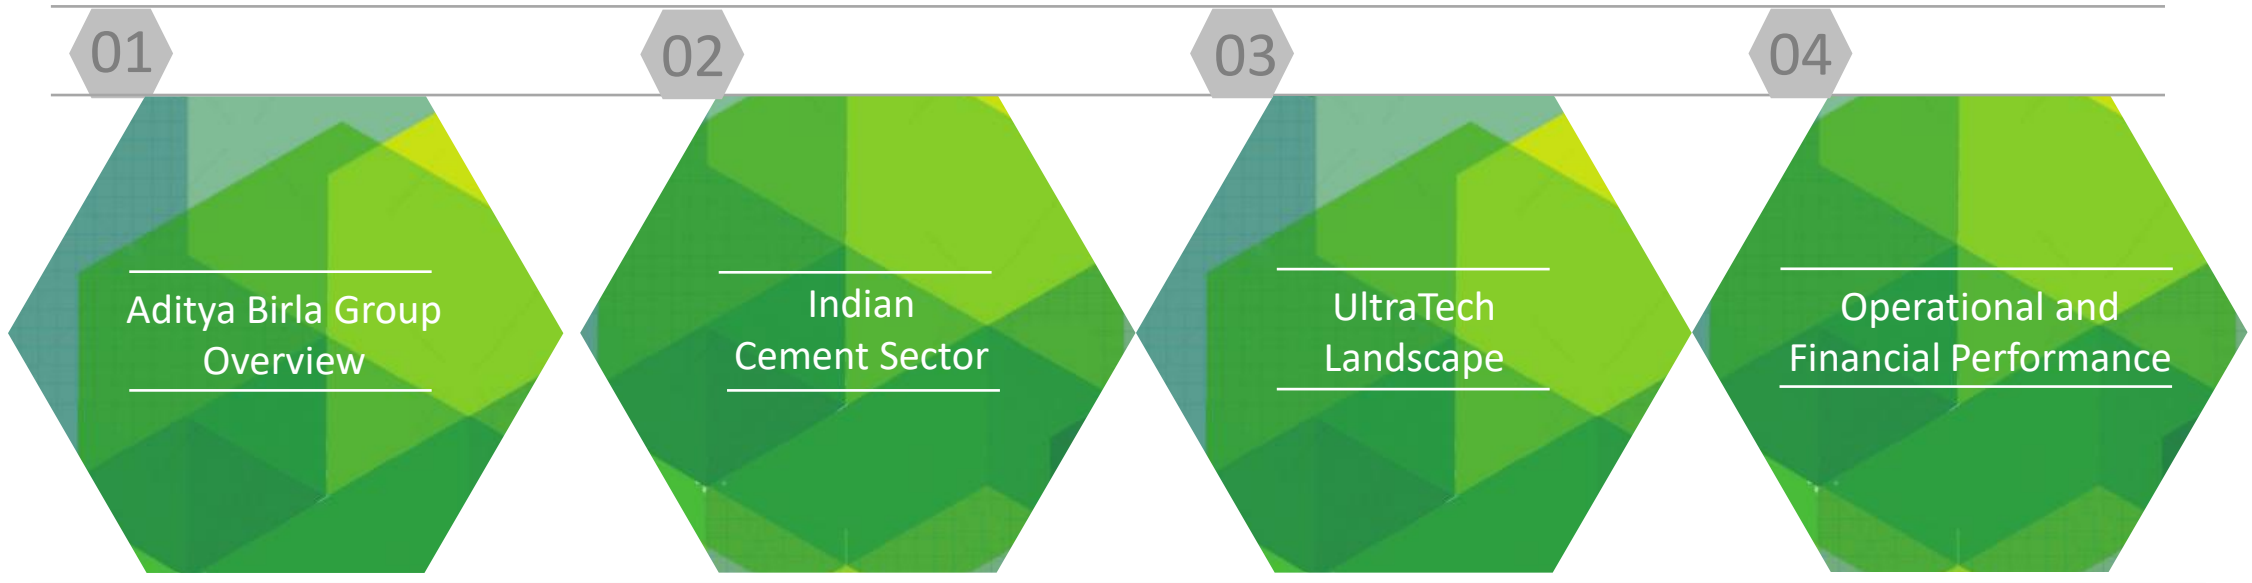 01
02
03
04
Aditya Birla Group
Overview
Indian
Cement Sector
UltraTech
Landscape
Operational and
Financial Performance